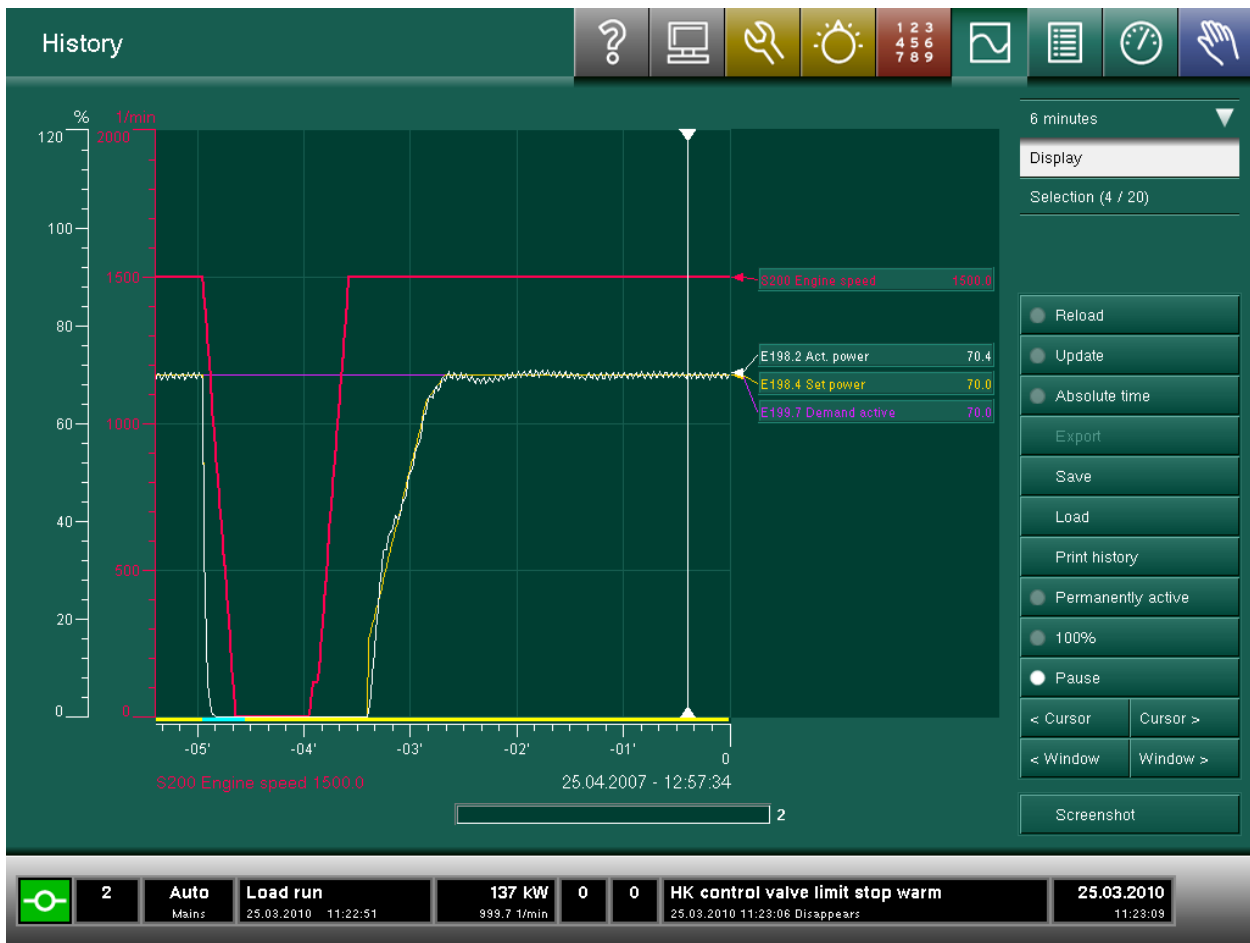 History
1 2 3
4 5 6
7 8 9
6 minutes
Display
Selection (4 / 20)
% 1/min
120 2000
100
1500
80
60 1000
40
500
20
0 0
S200 Engine speed 1500.0
E198.2 Act. power 70.4
E198.4 Set power 70.0
E199.7 Demand active 70.0
-05' -04' -03' -02' -01' 0
S200 Engine speed 1500.0 25.04.2007 - 12:57:34
2
Reload
Update
Absolute time
Export
Save
Load
Print history
Permanently active
100%
Pause
< Cursor Cursor >
< Window Window >
Screenshot
2 Auto Load run 137 kW 0 0 HK control valve limit stop warm 25.03.2010
Mains 25.03.2010 11:22:51 999.7 1/min 25.03.2010 11:23:06 Disappears 11:23:09